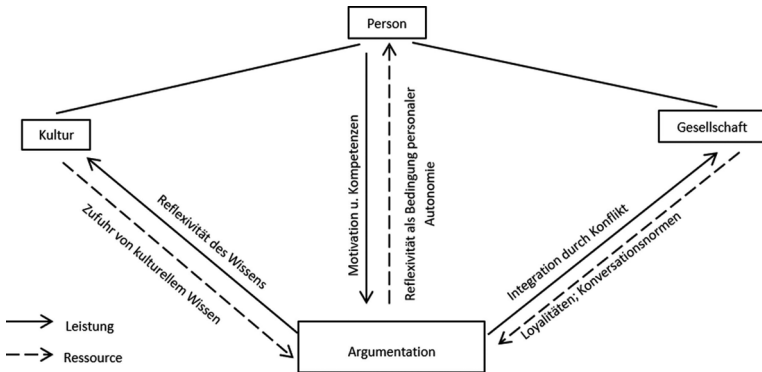 Person
Kultur
Gesellschaft
Motivation u. Kompetenzen
Reflexivität als Bedingung personaler
Autonomie
Reflexivität des Wissens
Zufuhr von kulturellem Wissen
Integration durch Konflikt
Loyalitäten; Konversationsnormen
Leistung
Ressource
Argumentation